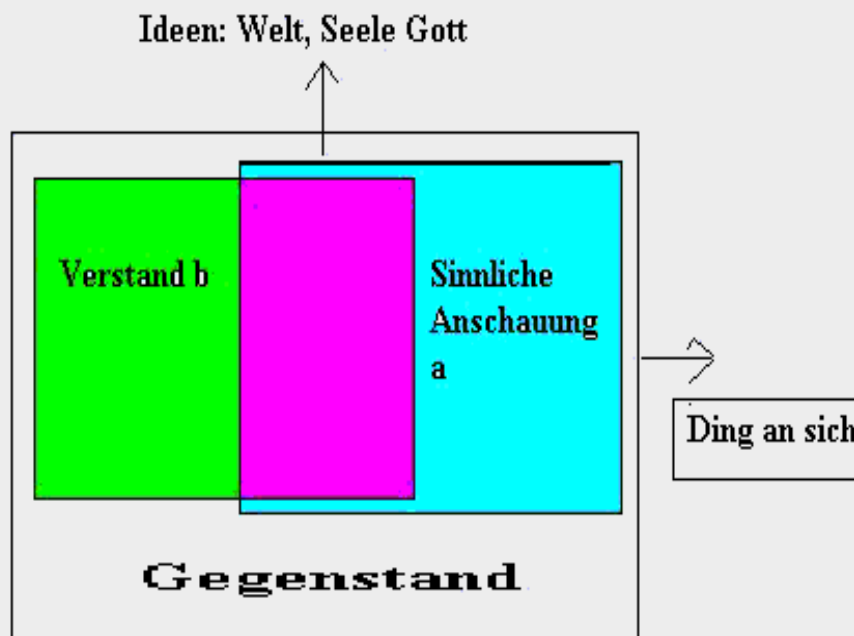 Ideen: Welt, Seele Gott
Verstand b
Sinnliche
Anschauung
a
Ding an sich
Gegenstand